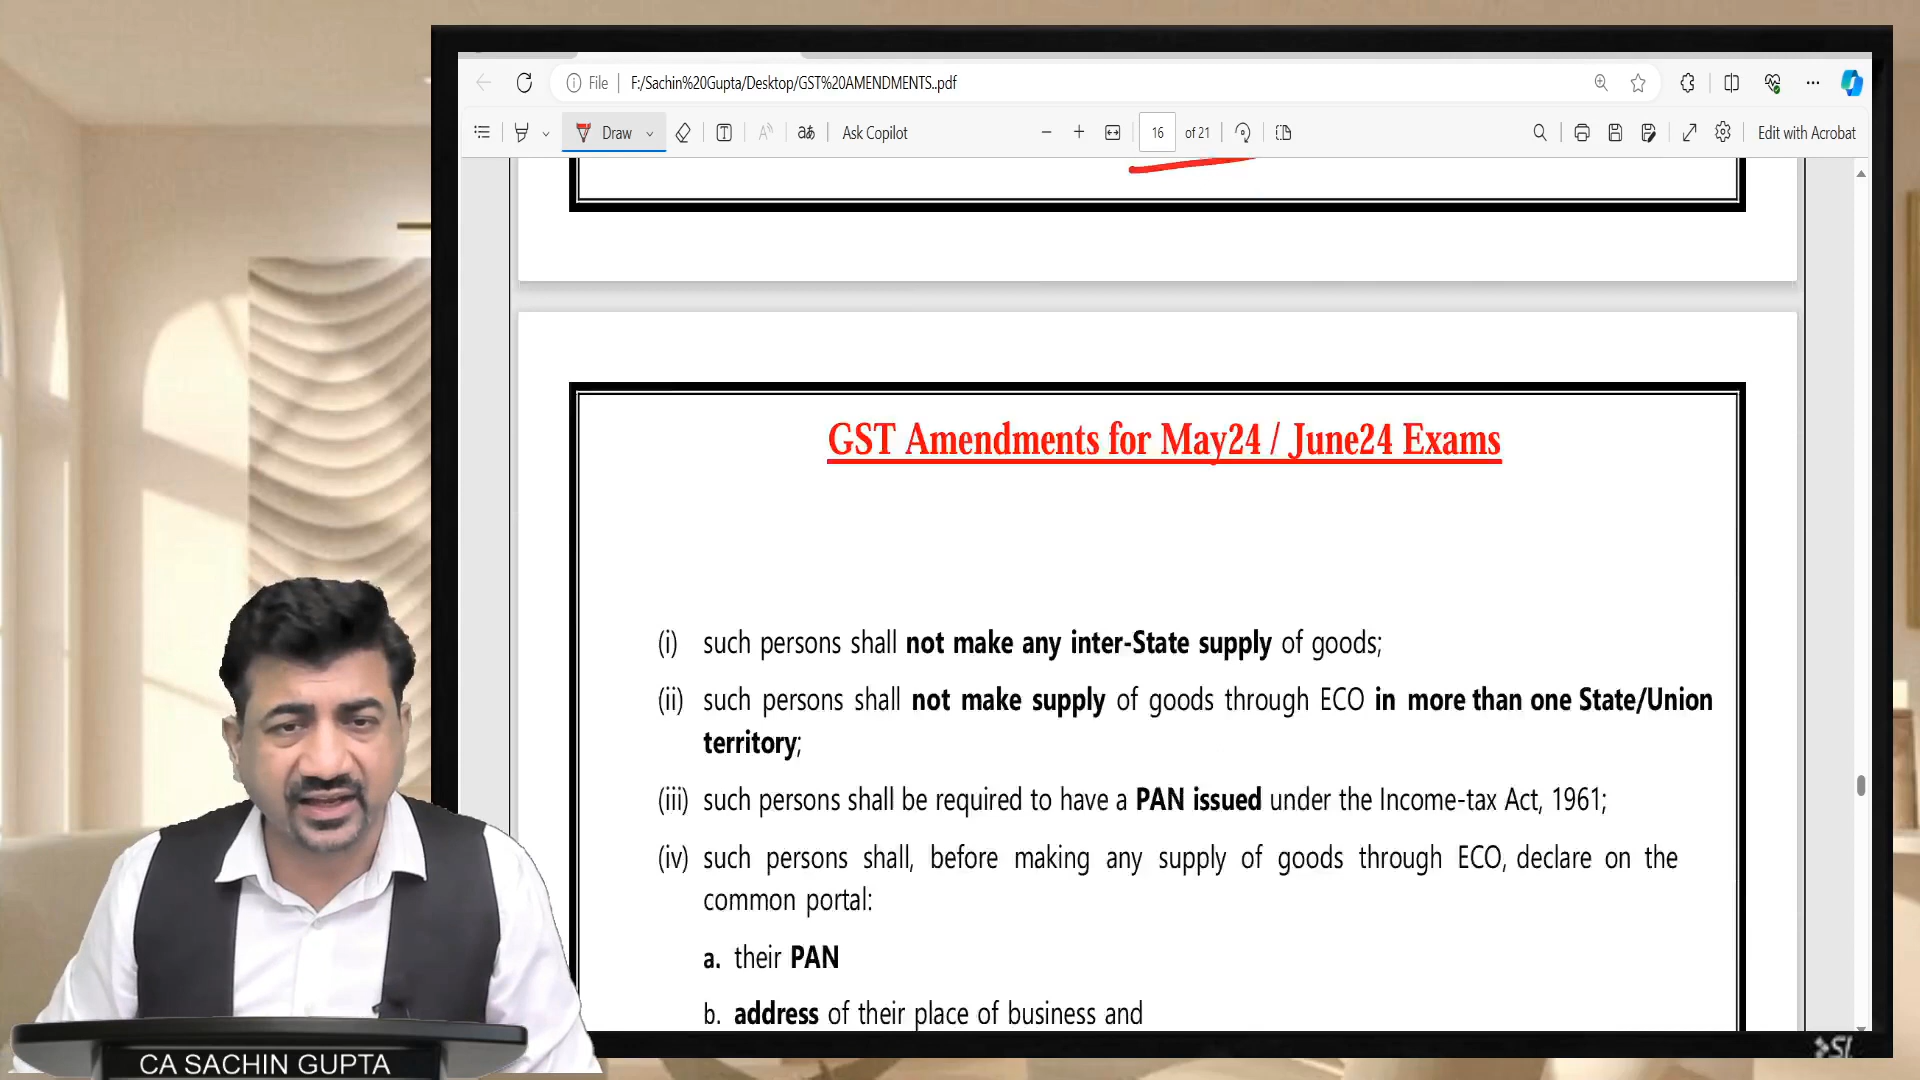 File
F:/Sachin%20Gupta/Desktop/GST%20AMENDMENTS..pdf
Draw
Ask Copilot
16
of 21
Edit with Acrobat
GST Amendments for May24 / June24 Exams
(i) such persons shall not make any inter-State supply of goods;
(ii) such persons shall not make supply of goods through ECO in more than one State/Union
territory;
(iii) such persons shall be required to have a PAN issued under the Income-tax Act, 1961;
(iv) such persons shall, before making any supply of goods through ECO, declare on the
common portal:
a. their PAN
b. address of their place of business and
CA SACHIN GUPTA